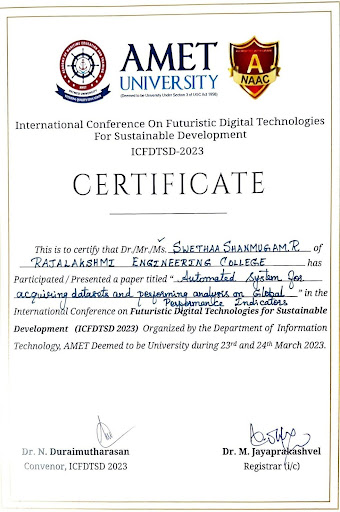 AMET
UNIVERSITY
(Deemed to be University Under Section 3 of UGC Act 1956)
A
NAAC
International Conference On Futuristic Digital Technologies
For Sustainable Development
ICFDTSD-2023
CERTIFICATE
This is to certify that Dr./Mr./Ms. SWETHAA SHANMUGAM.R of
RAJALAKSHMI ENGINEERING COLLEGE has
Participated / Presented a paper titled " Automated System for
acquiring datasets and performing analysis on Global " in the
Performance Indicators
International Conference on Futuristic Digital Technologies for Sustainable
Development (ICFDTSD 2023) Organized by the Department of Information
Technology, AMET Deemed to be University during 23rd and 24th March 2023.
Dr. N. Duraimutharasan
Convenor, ICFDTSD 2023
Dr. M. Jayaprakashvel
Registrar (i/c)